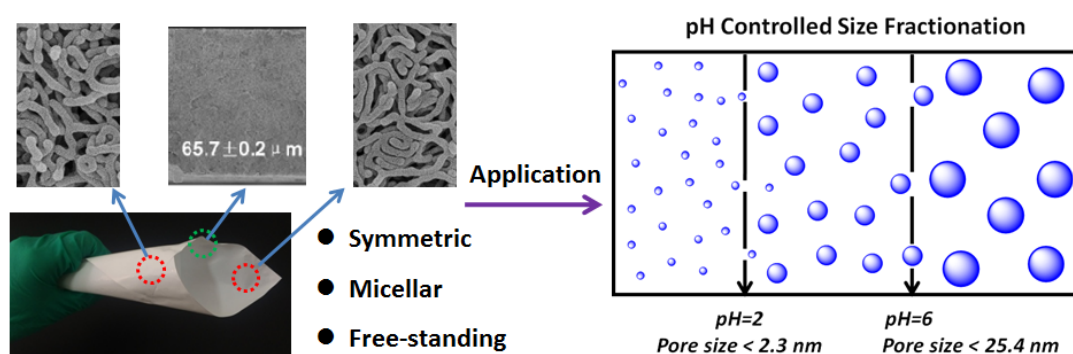 65.7±0.2 μm
Application
● Symmetric
● Micellar
● Free-standing
pH Controlled Size Fractionation
pH=2
Pore size < 2.3 nm
pH=6
Pore size < 25.4 nm